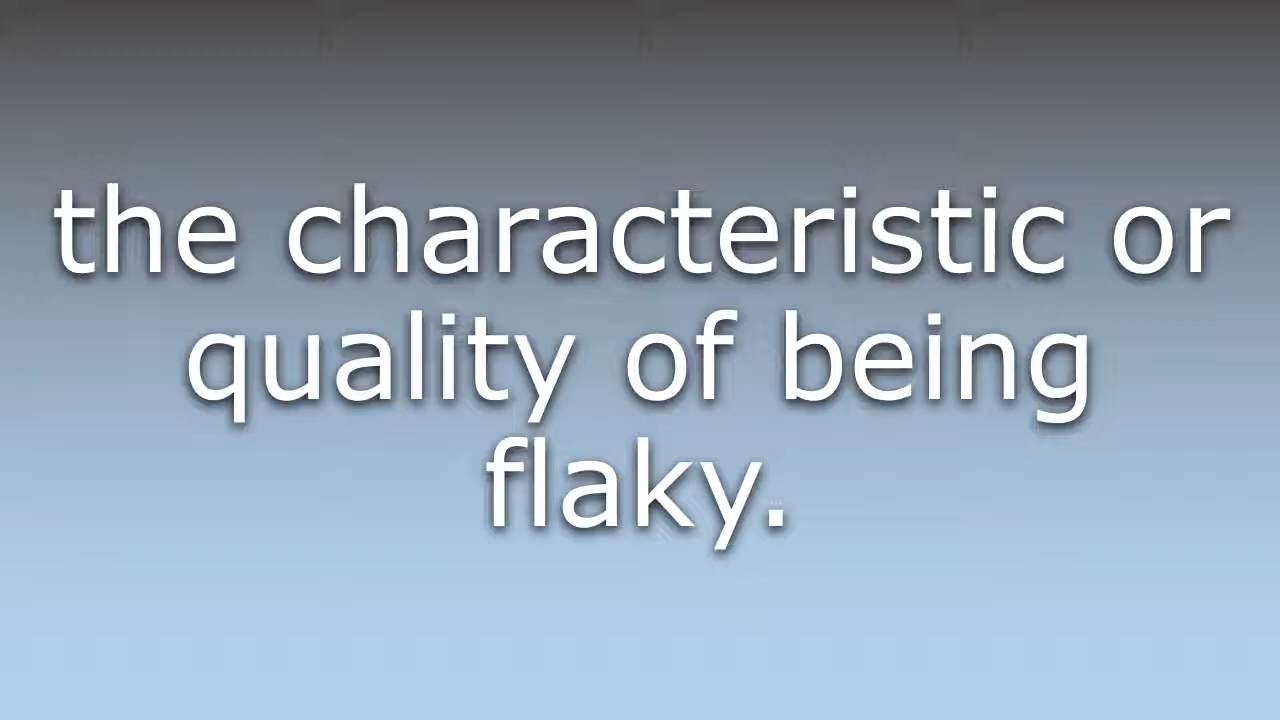 the characteristic or
quality of being
flaky.